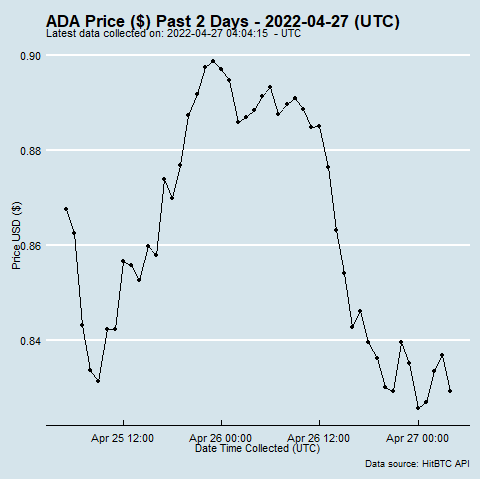 ADA Price ($) Past 2 Days - 2022-04-27 (UTC)
Latest data collected on: 2022-04-27 04:04:15  - UTC
0.90
0.88
0.86
0.84
Price USD ($)
Apr 25 12:00 Apr 26 00:00 Apr 26 12:00 Apr 27 00:00
Date Time Collected (UTC)
Data source: HitBTC API